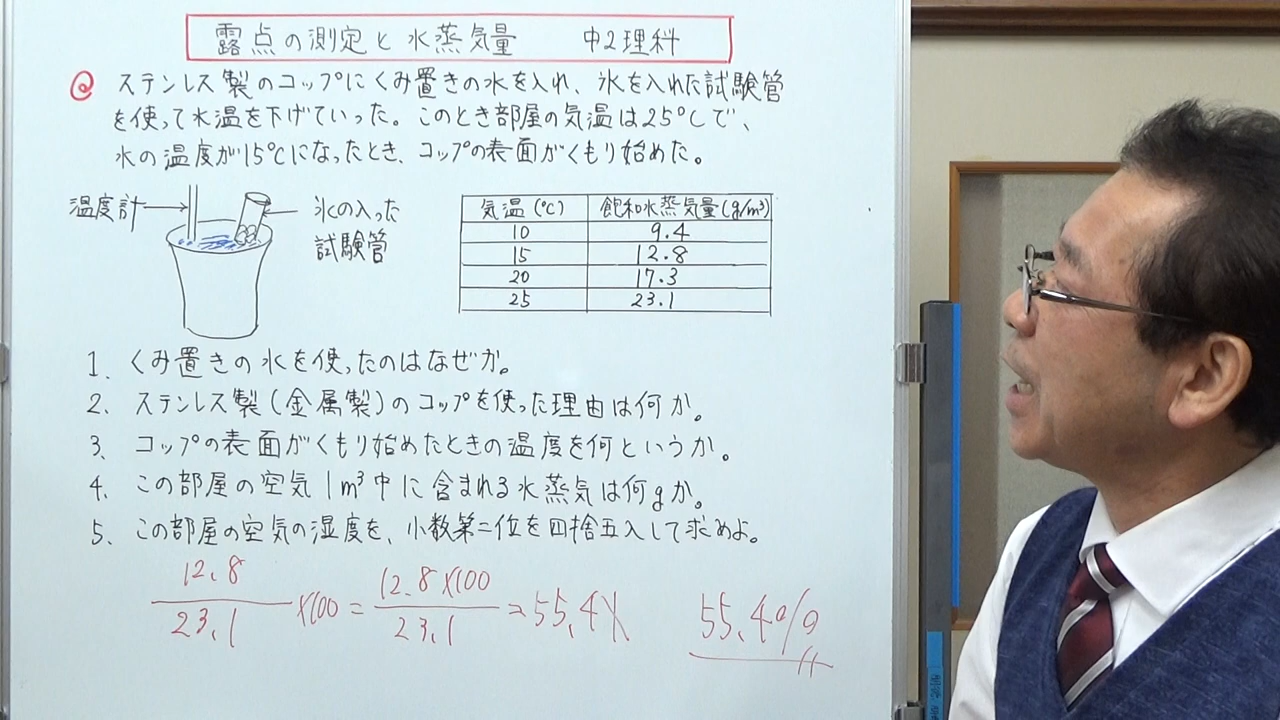 露点の測定と水蒸気量 中2理科
Q ステンレス製のコップにくみ置きの水を入れ、氷を入れた試験管
を使って水温を下げていった。このとき部屋の気温は25℃で、
水の温度が15℃になったとき、コップの表面がくもり始めた。
温度計
氷の入った
試験管
気温(℃) 飽和水蒸気量(g/m³)
10 9.4
15 12.8
20 17.3
25 23.1
1. くみ置きの水を使ったのはなぜか。
2. ステンレス製(金属製)のコップを使った理由は何か。
3. コップの表面がくもり始めたときの温度を何というか。
4. この部屋の空気1m³中に含まれる水蒸気は何gか。
5. この部屋の空気の湿度を、小数第二位を四捨五入して求めよ。
12.8/23.1 ×100 = 12.8×100/23.1 = 55.41
55.4%